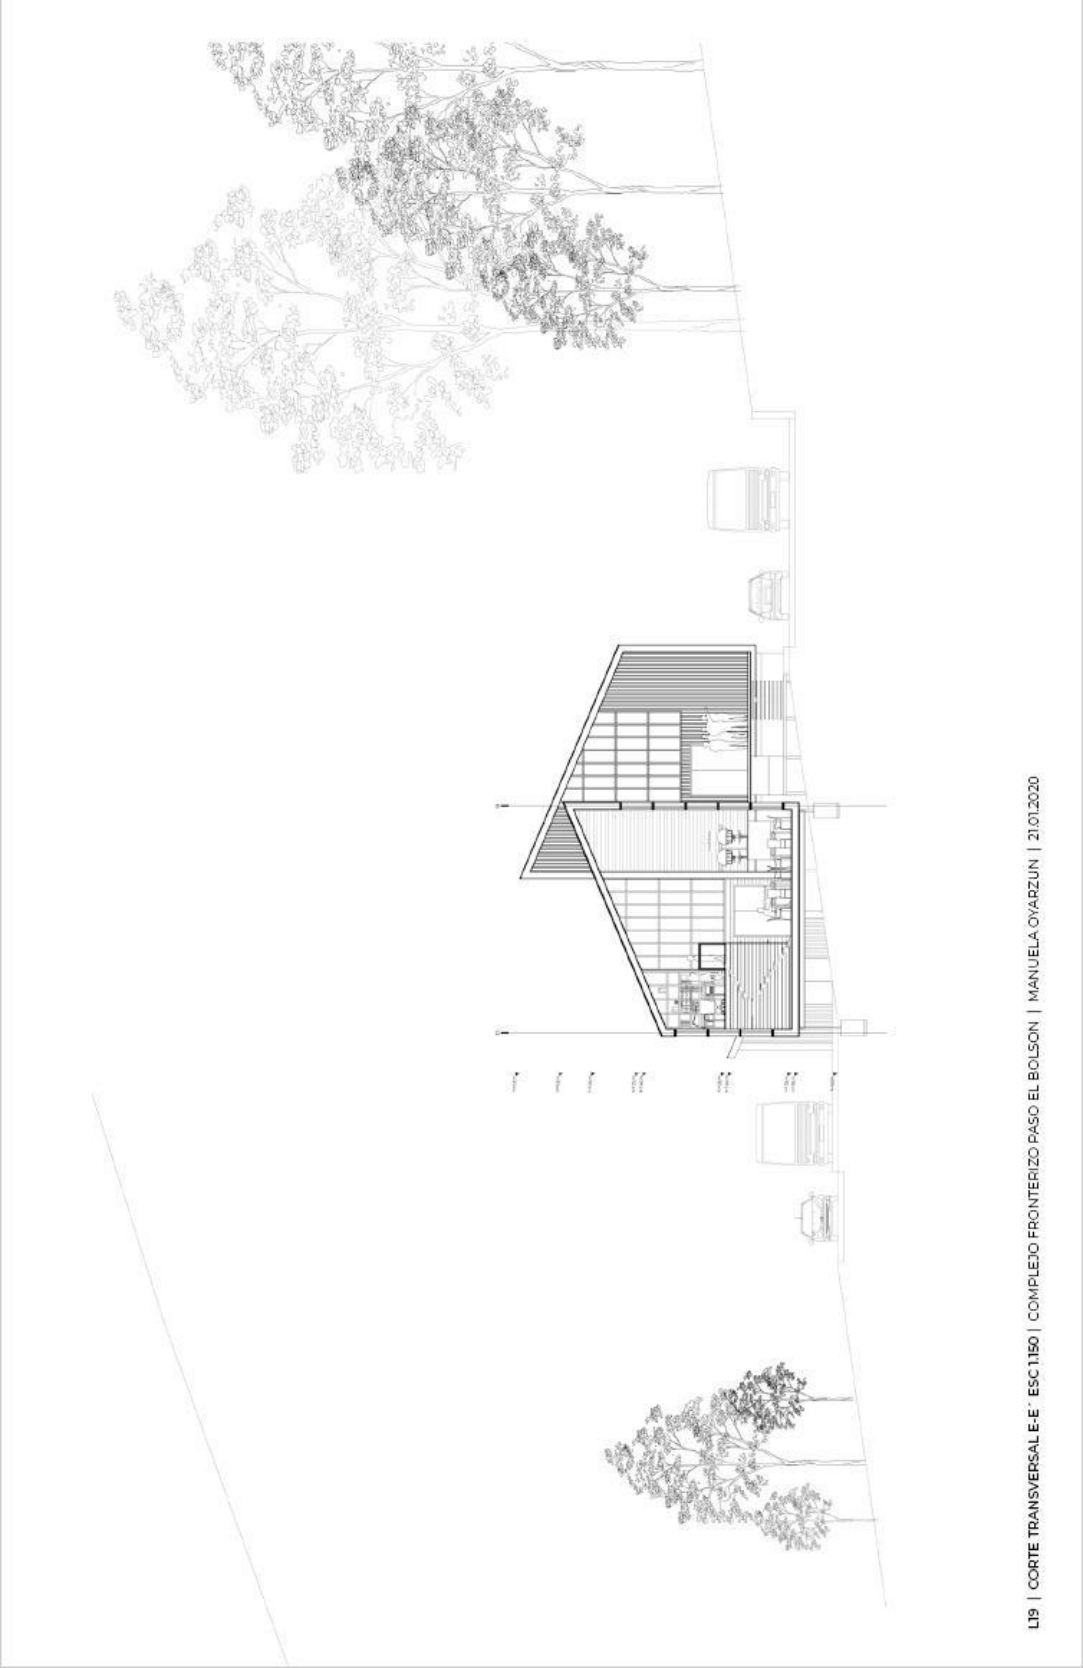 L19 | CORTE TRANSVERSAL E-E´ ESC 1.150 | COMPLEJO FRONTERIZO PASO EL BOLSON | MANUELA OYARZUN | 21.01.2020